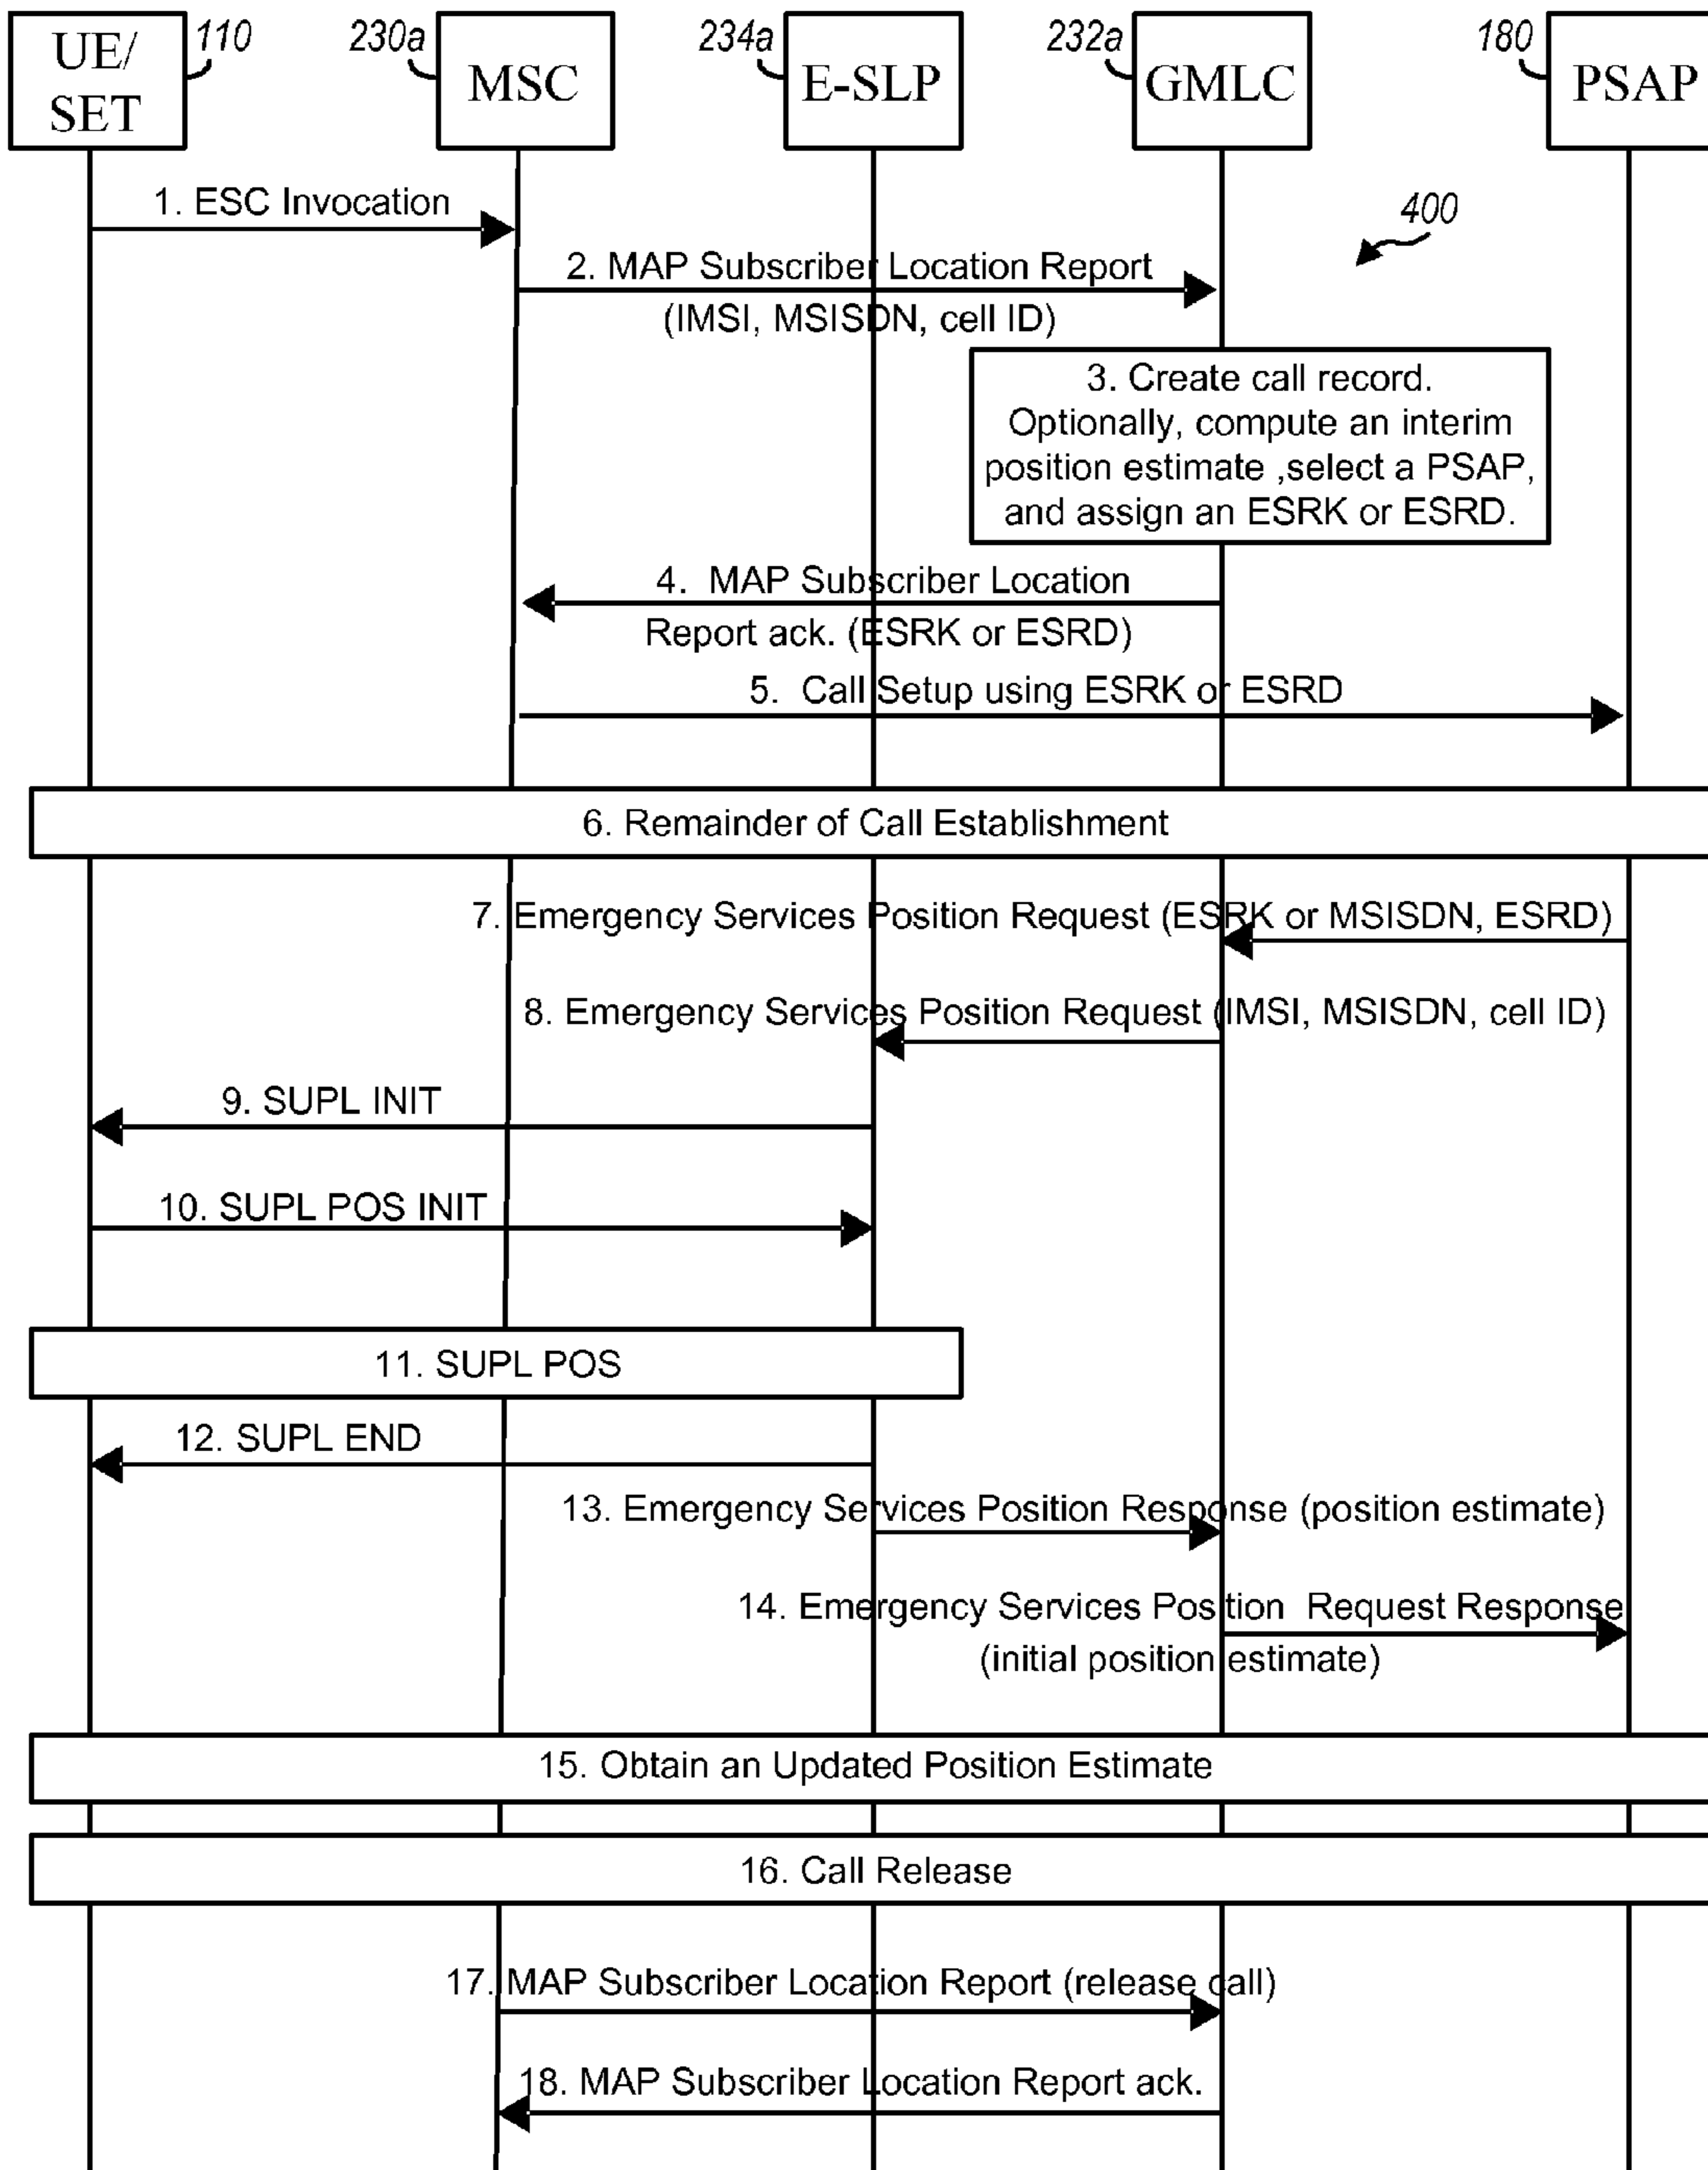 UE/
SET
110
230a
MSC
234a
E-SLP
232a
GMLC
180
PSAP
1. ESC Invocation
400
2. MAP Subscriber Location Report
(IMSI, MSISDN, cell ID)
3. Create call record.
Optionally, compute an interim
position estimate ,select a PSAP,
and assign an ESRK or ESRD.
4. MAP Subscriber Location
Report ack. (ESRK or ESRD)
5. Call Setup using ESRK or ESRD
6. Remainder of Call Establishment
7. Emergency Services Position Request (ESRK or MSISDN, ESRD)
8. Emergency Services Position Request (IMSI, MSISDN, cell ID)
9. SUPL INIT
10. SUPL POS INIT
11. SUPL POS
12. SUPL END
13. Emergency Services Position Response (position estimate)
14. Emergency Services Position Request Response
(initial position estimate)
15. Obtain an Updated Position Estimate
16. Call Release
17. MAP Subscriber Location Report (release call)
18. MAP Subscriber Location Report ack.